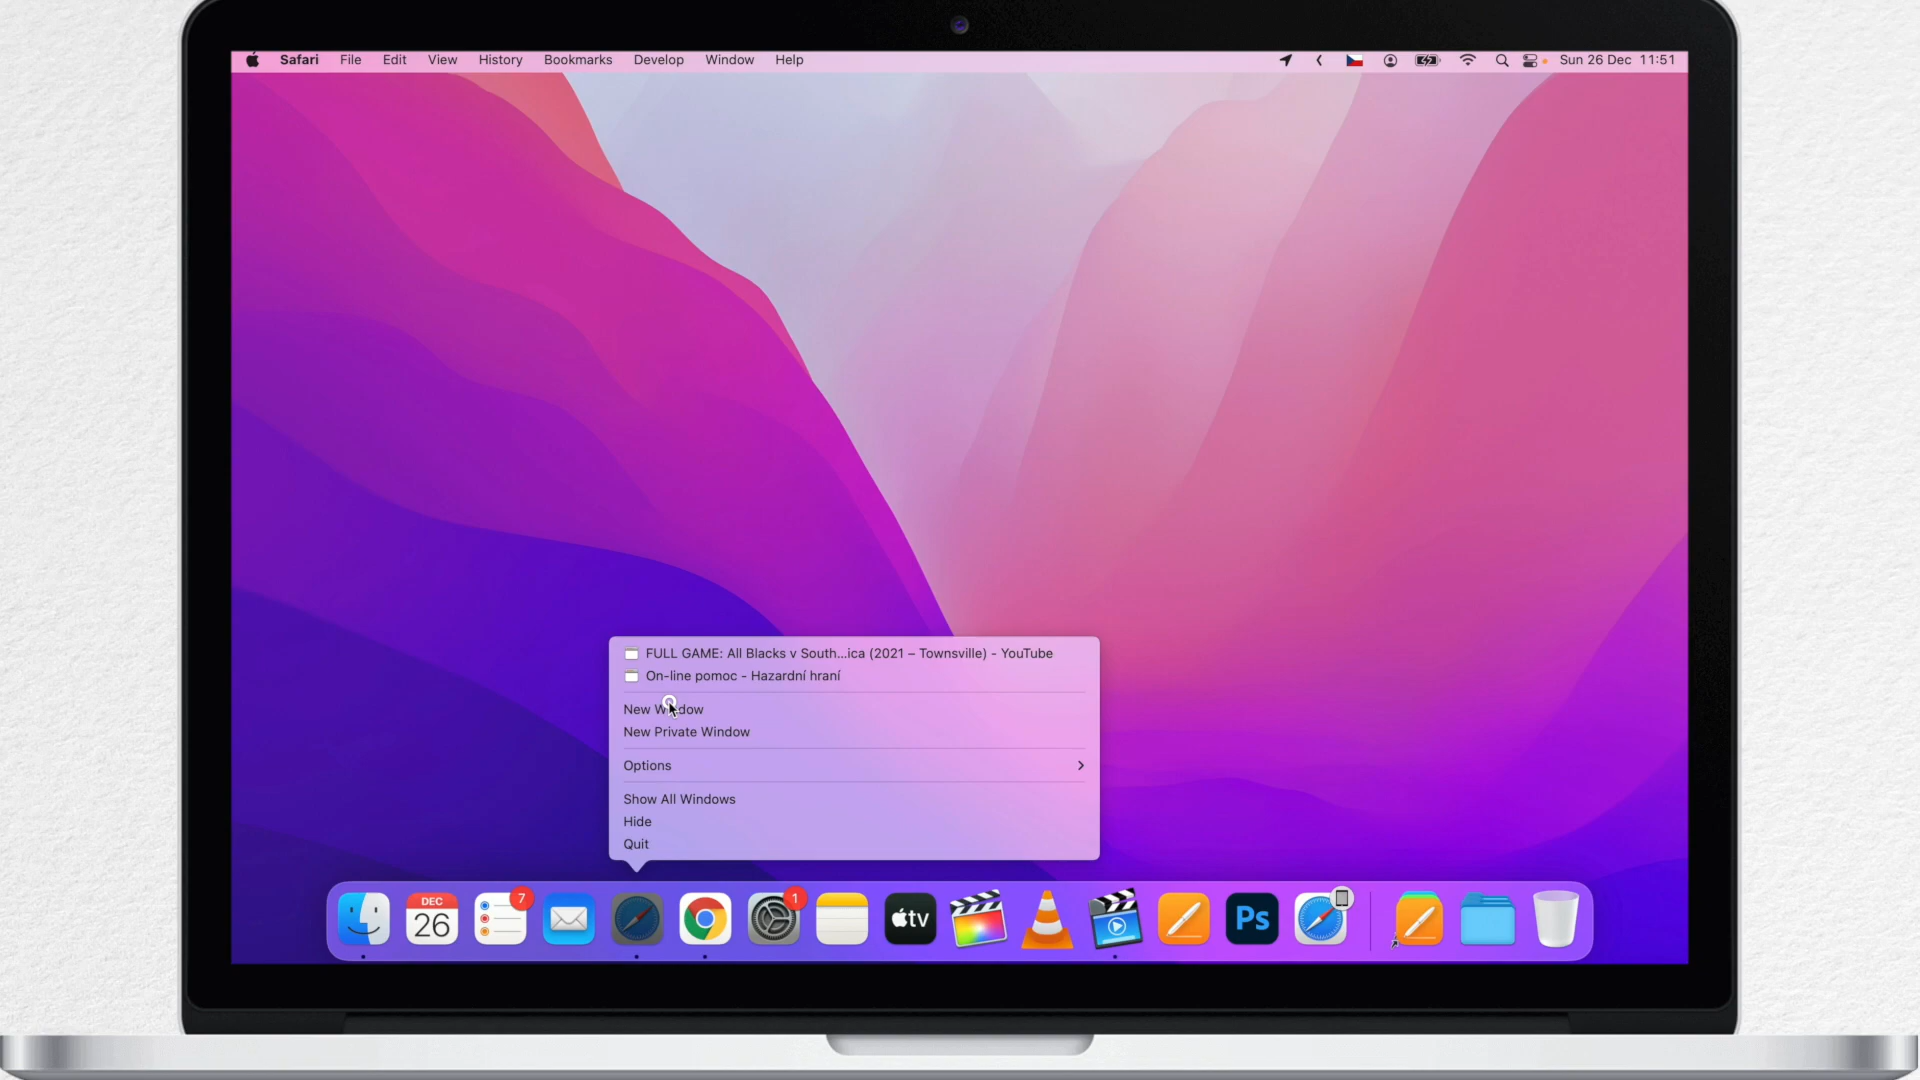 Safari File Edit View History Bookmarks Develop Window Help Sun 26 Dec 11:51
FULL GAME: All Blacks v South...ica (2021 – Townsville) - YouTube
On-line pomoc - Hazardní hraní
New Window
New Private Window
Options
Show All Windows
Hide
Quit
DEC
26
7
1
tv
Ps